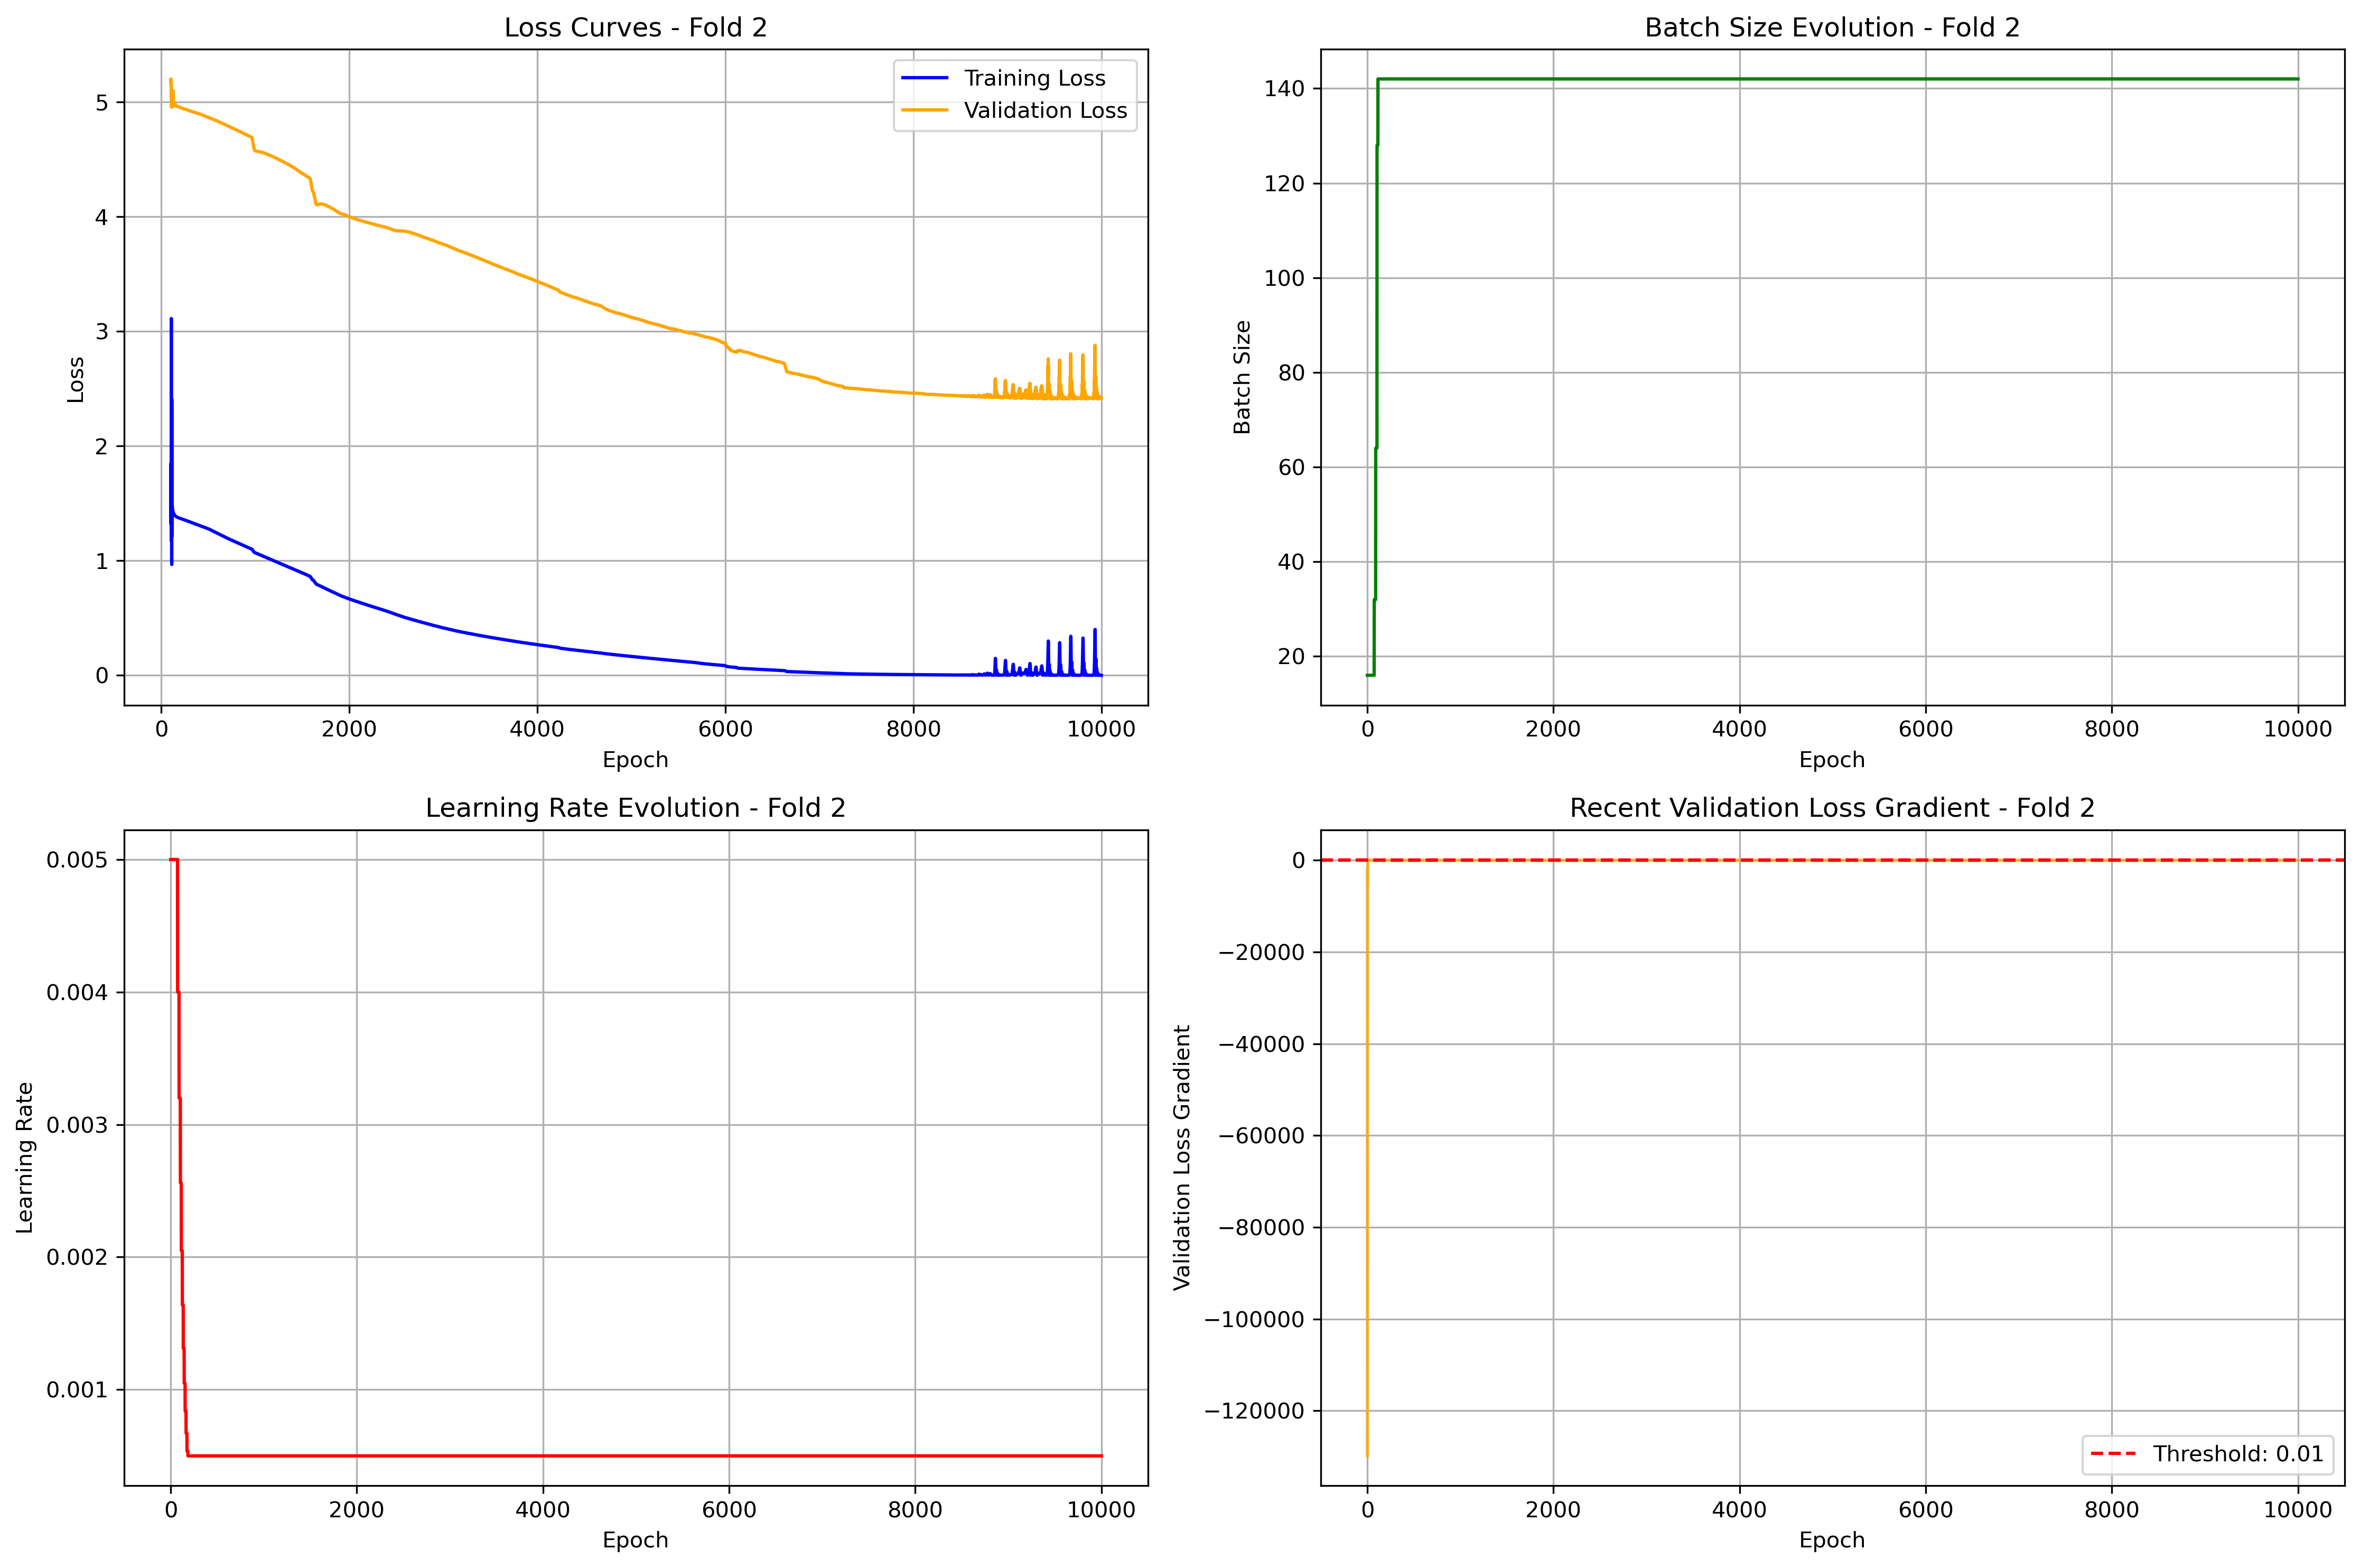 Loss Curves - Fold 2
Training Loss
Validation Loss
5
4
3
2
1
0
Loss
0 2000 4000 6000 8000 10000
Epoch
Batch Size Evolution - Fold 2
140
120
100
80
60
40
20
Batch Size
0 2000 4000 6000 8000 10000
Epoch
Learning Rate Evolution - Fold 2
0.005
0.004
0.003
0.002
0.001
Learning Rate
0 2000 4000 6000 8000 10000
Epoch
Recent Validation Loss Gradient - Fold 2
0
−20000
−40000
−60000
−80000
−100000
−120000
Validation Loss Gradient
Threshold: 0.01
0 2000 4000 6000 8000 10000
Epoch